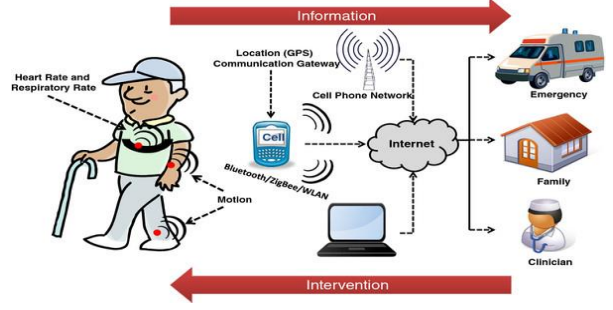 Information
Location (GPS)
Communication Gateway
Heart Rate and
Respiratory Rate
Cell Phone Network
Emergency
Cell
Internet
Bluetooth/ZigBee/WLAN
Family
Motion
Clinician
Intervention